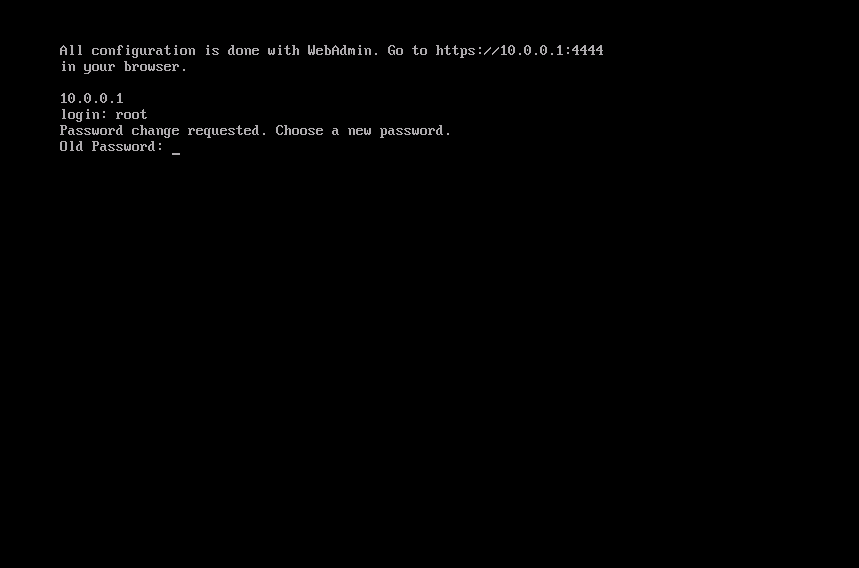 All configuration is done with WebAdmin. Go to https://10.0.0.1:4444
in your browser.
10.0.0.1
login: root
Password change requested. Choose a new password.
Old Password: _